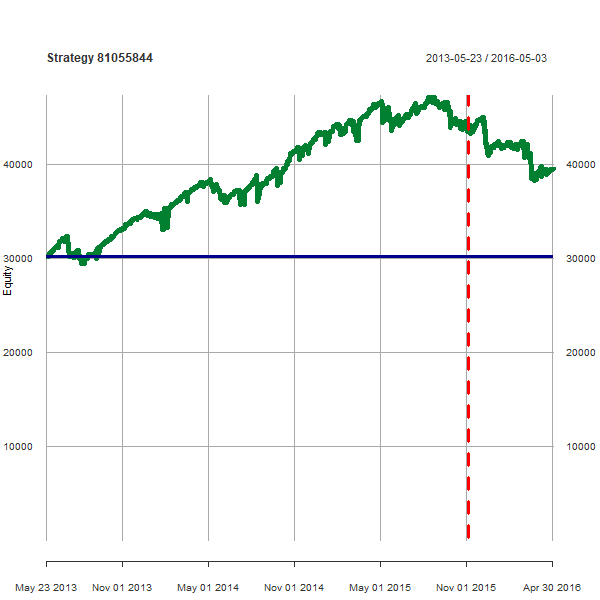 Strategy 81055844
2013-05-23 / 2016-05-03
40000
40000
30000
30000
Equity
20000
20000
10000
10000
May 23 2013
Nov 01 2013
May 01 2014
Nov 01 2014
May 01 2015
Nov 01 2015
Apr 30 2016